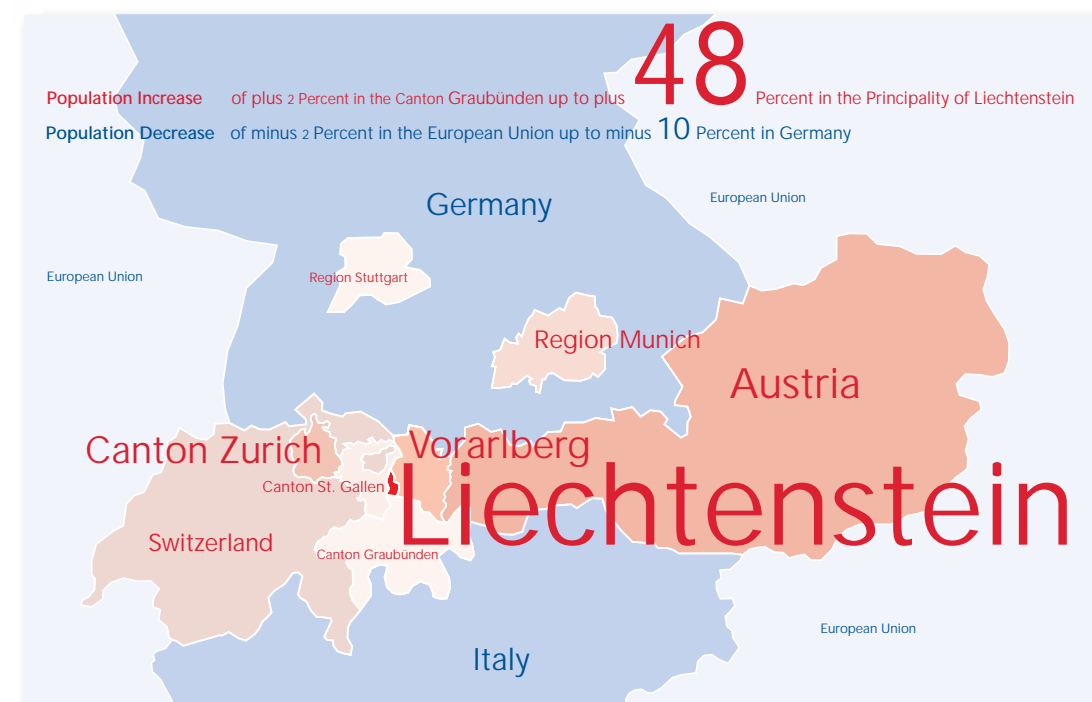 Population Increase of plus 2 Percent in the Canton Graubünden up to plus 48 Percent in the Principality of Liechtenstein
Population Decrease of minus 2 Percent in the European Union up to minus 10 Percent in Germany
European Union
Germany
European Union
Region Stuttgart
Region Munich
Austria
Canton Zurich
Vorarlberg
Canton St. Gallen
Liechtenstein
Switzerland
Canton Graubünden
European Union
Italy